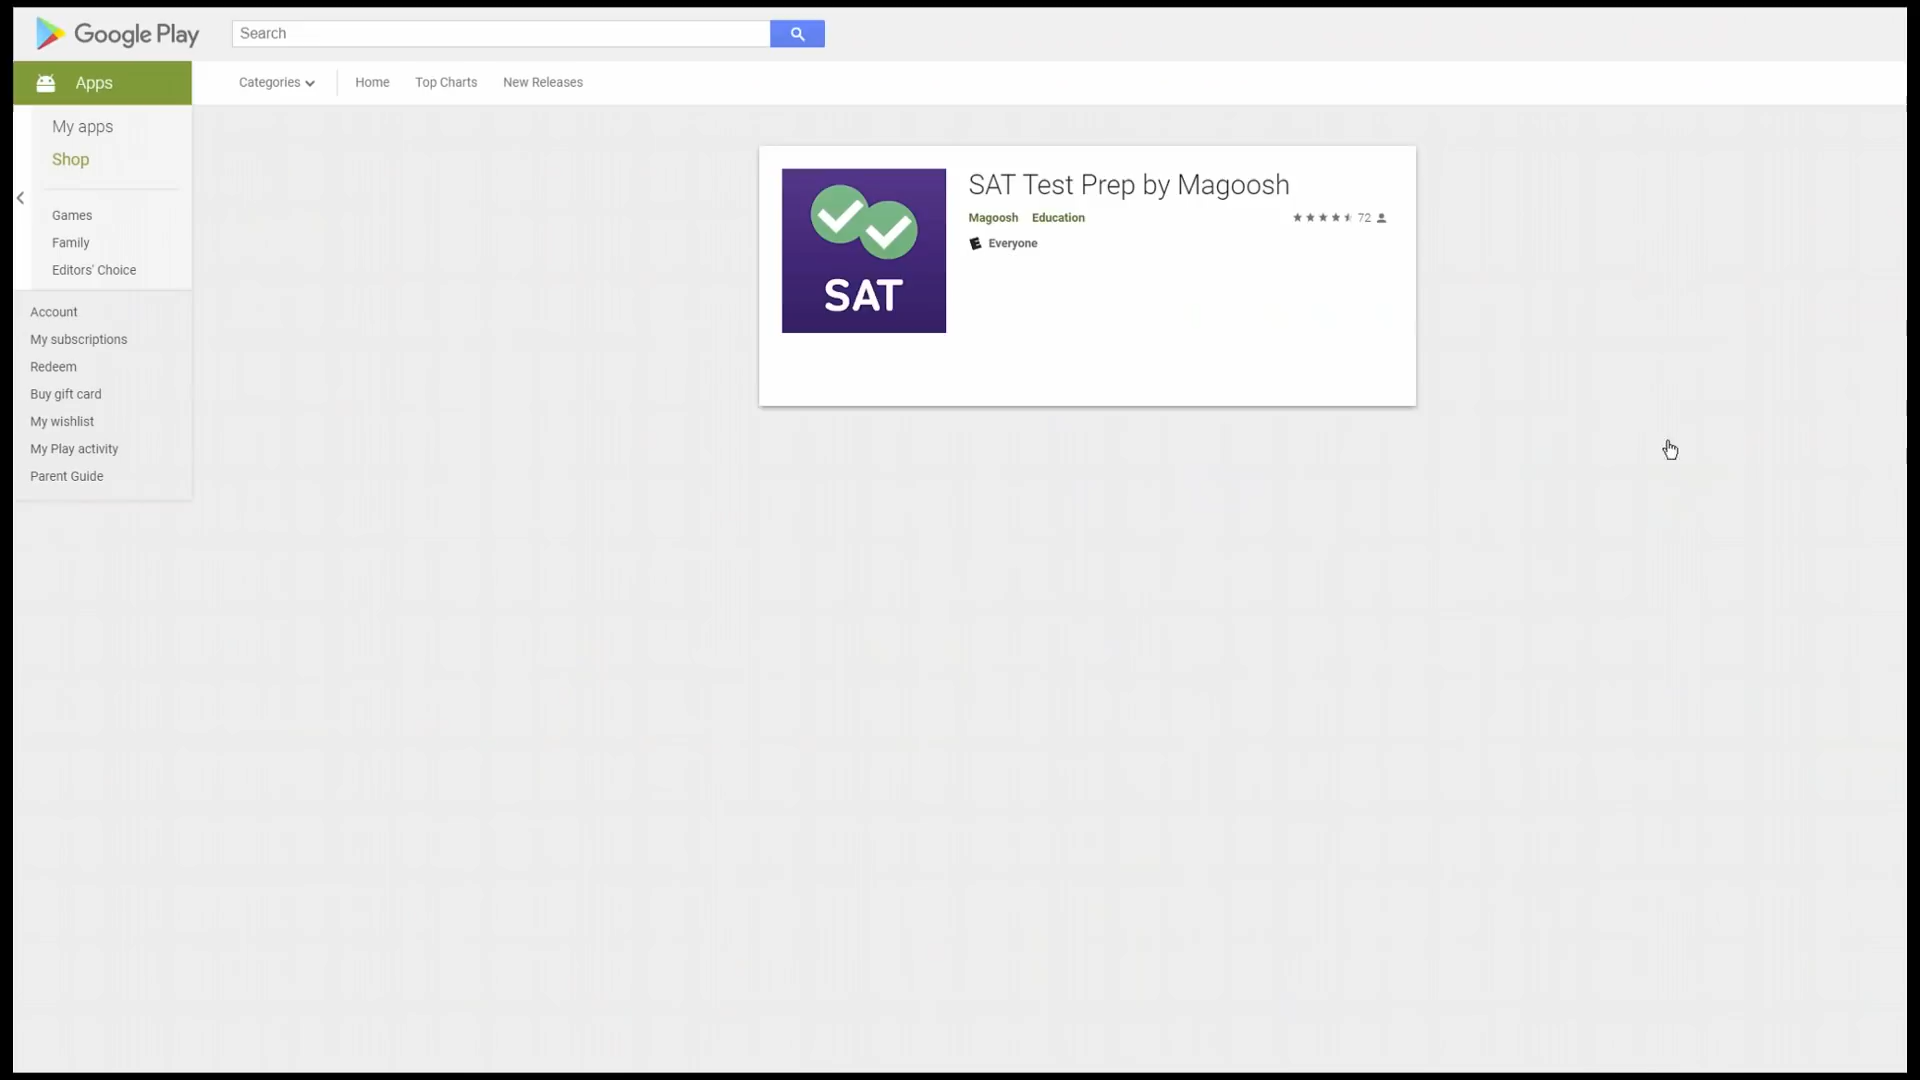 Google Play
Search
Apps
Categories
Home
Top Charts
New Releases
My apps
Shop
Games
Family
Editors' Choice
Account
My subscriptions
Redeem
Buy gift card
My wishlist
My Play activity
Parent Guide
SAT
SAT Test Prep by Magoosh
Magoosh Education
72
E Everyone